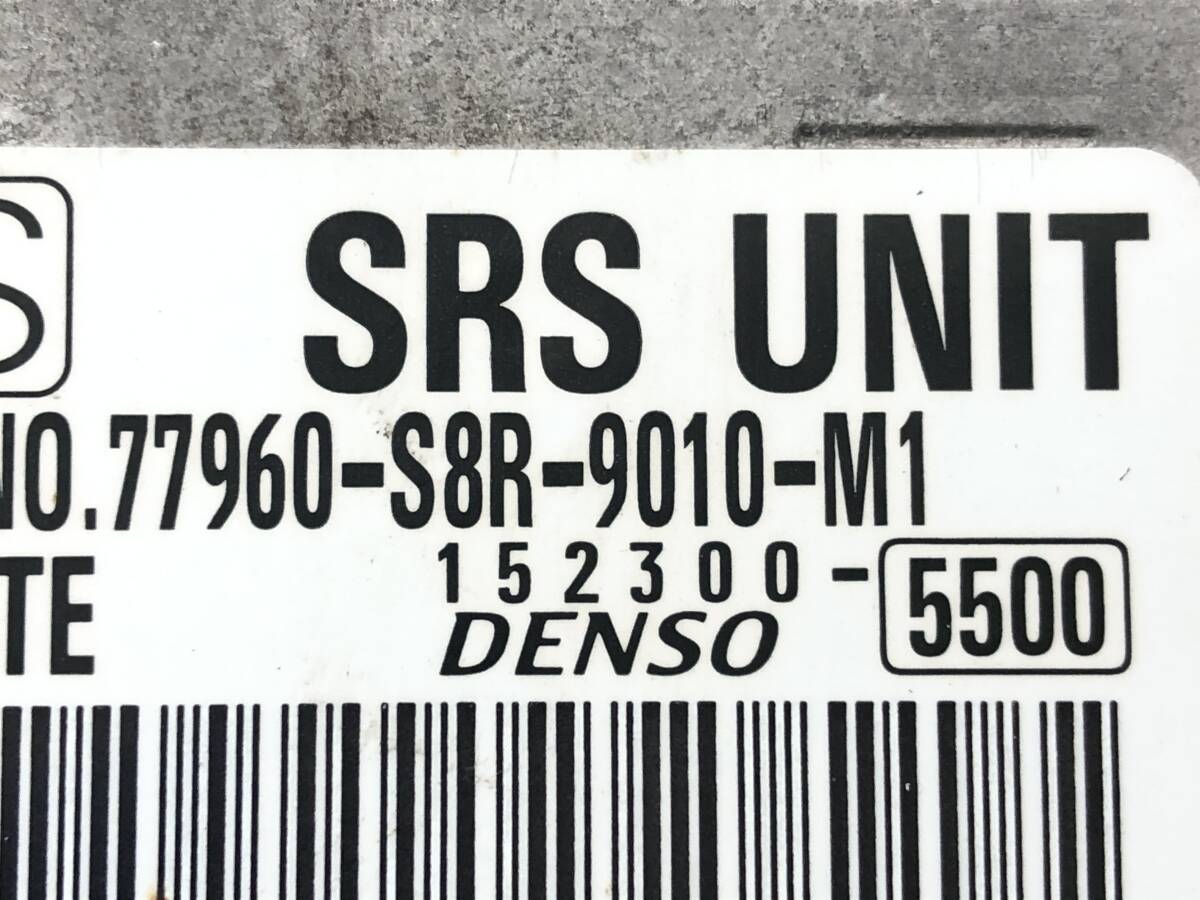 S
SRS UNIT
NO.77960-S8R-9010-M1
TE
152300-5500
DENSO